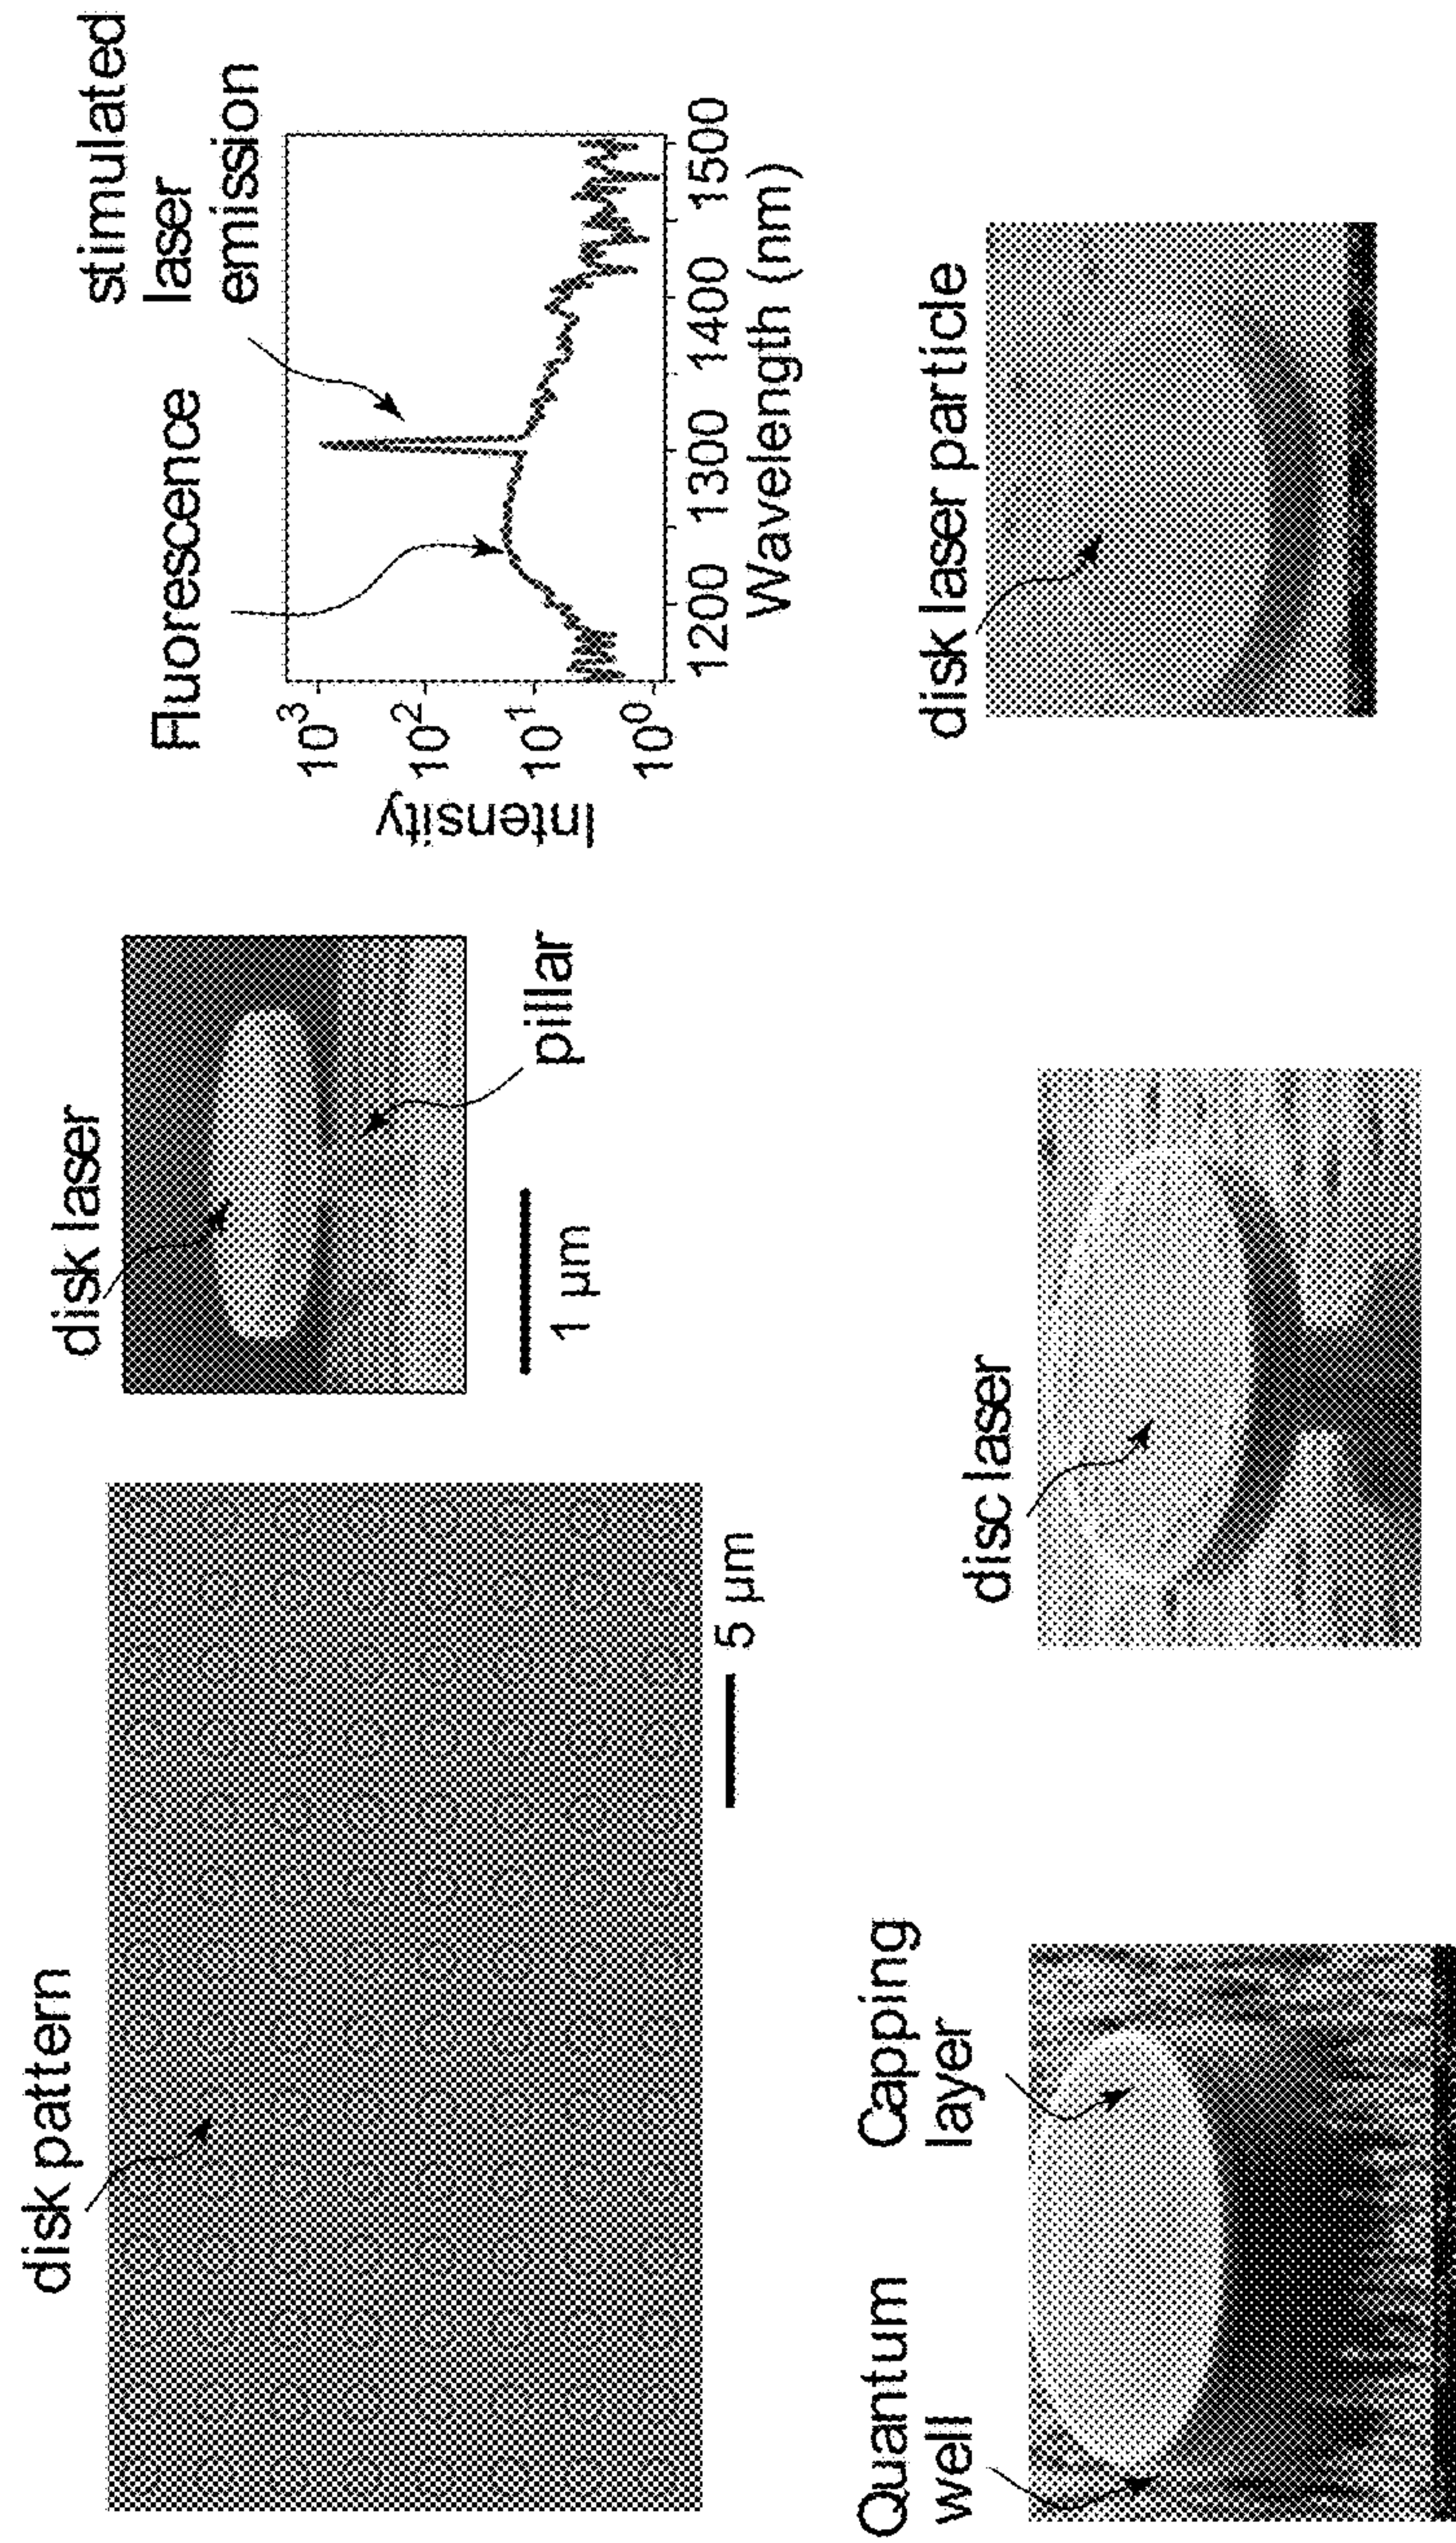 disk pattern
5 μm
disk laser
pillar
1 μm
Fluorescence
stimulated
laser
emission
Intensity
10³
10²
10¹
10⁰
1200 1300 1400 1500
Wavelength (nm)
Quantum
well
Capping
layer
disc laser
disk laser particle